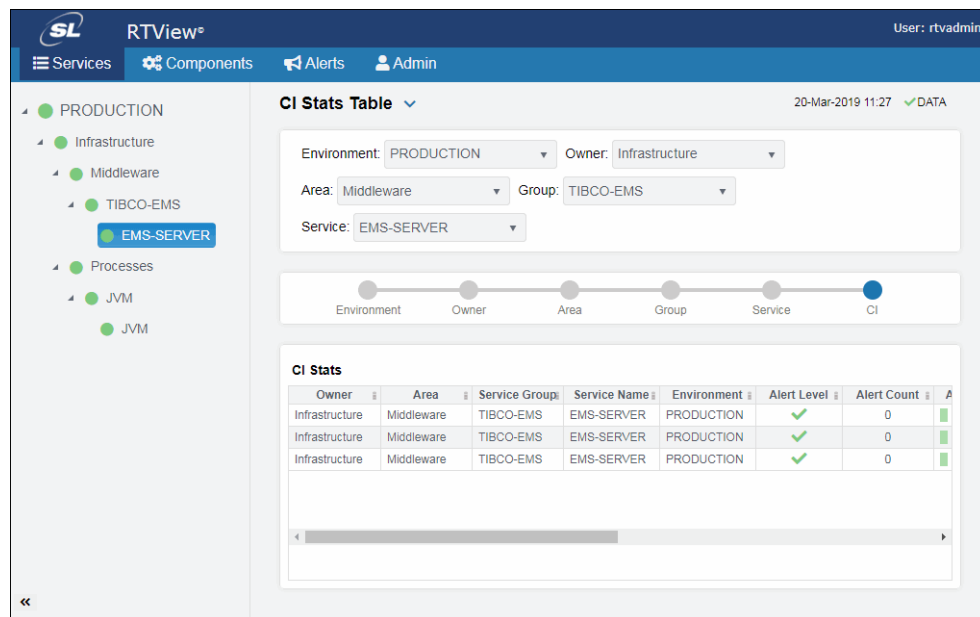 SL RTView®
User: rtvadmin
Services Components Alerts Admin
PRODUCTION
Infrastructure
Middleware
TIBCO-EMS
EMS-SERVER
Processes
JVM
JVM
CI Stats Table
20-Mar-2019 11:27 DATA
Environment: PRODUCTION Owner: Infrastructure
Area: Middleware Group: TIBCO-EMS
Service: EMS-SERVER
Environment Owner Area Group Service CI
CI Stats
Owner Area Service Group Service Name Environment Alert Level Alert Count A
Infrastructure Middleware TIBCO-EMS EMS-SERVER PRODUCTION 0
Infrastructure Middleware TIBCO-EMS EMS-SERVER PRODUCTION 0
Infrastructure Middleware TIBCO-EMS EMS-SERVER PRODUCTION 0